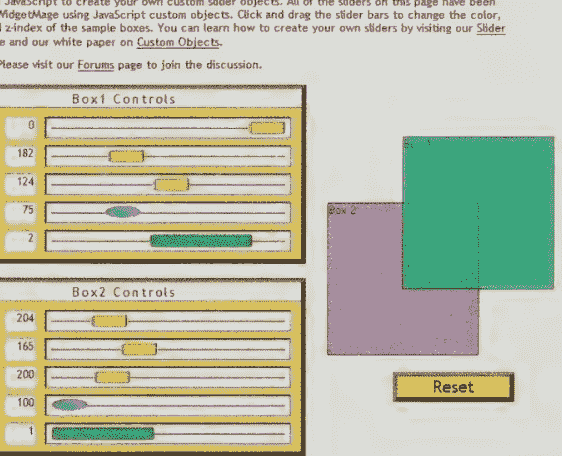 JavaScript to create your own custom slider objects. All of the sliders on this page have been
WidgetMage using JavaScript custom objects. Click and drag the slider bars to change the color,
z-index of the sample boxes. You can learn how to create your own sliders by visiting our Slider
e and our white paper on Custom Objects.
Please visit our Forums page to join the discussion.
Box1 Controls
0
182
124
75
2
Box 2
Box2 Controls
204
165
200
100
1
Reset